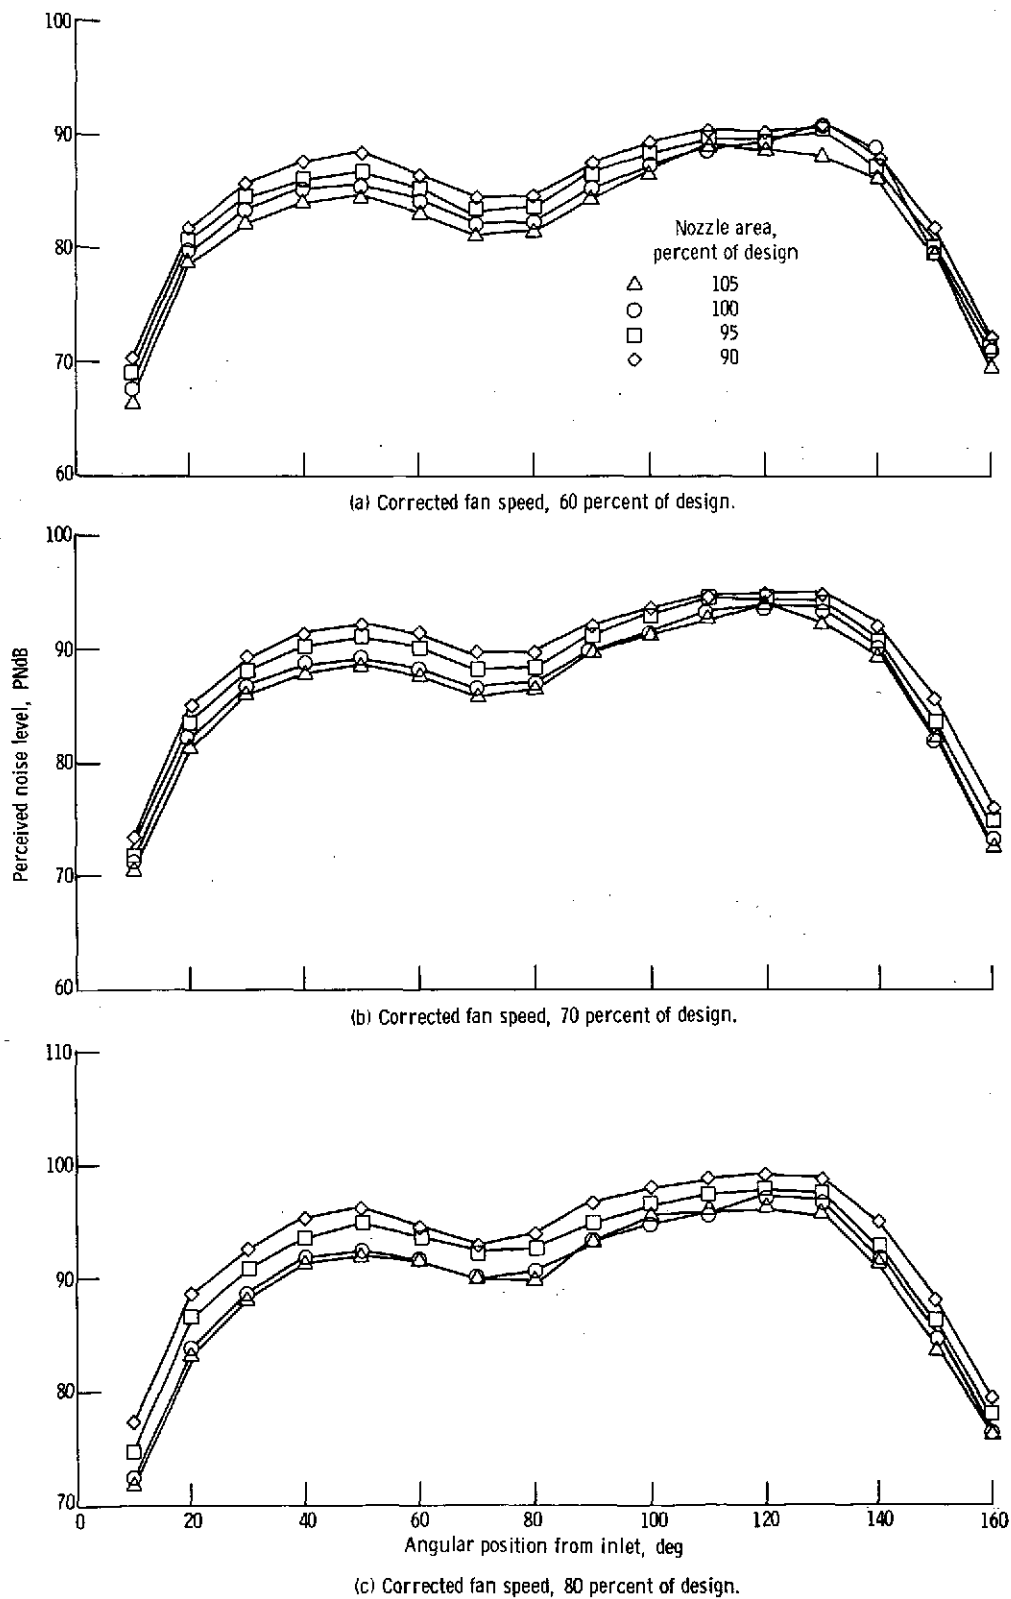 100
90
80
70
60
Nozzle area,
percent of design
105
100
95
90
(a) Corrected fan speed, 60 percent of design.
100
90
80
70
60
Perceived noise level, PNdB
(b) Corrected fan speed, 70 percent of design.
110
100
90
80
70
0 20 40 60 80 100 120 140 160
Angular position from inlet, deg
(c) Corrected fan speed, 80 percent of design.